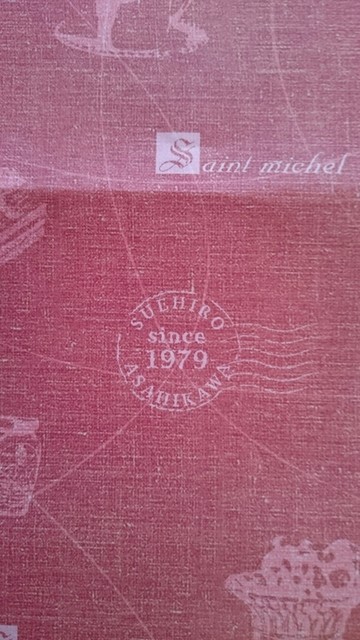 Saint michel
SUEHIRO
since
1979
ASAHIKAWA